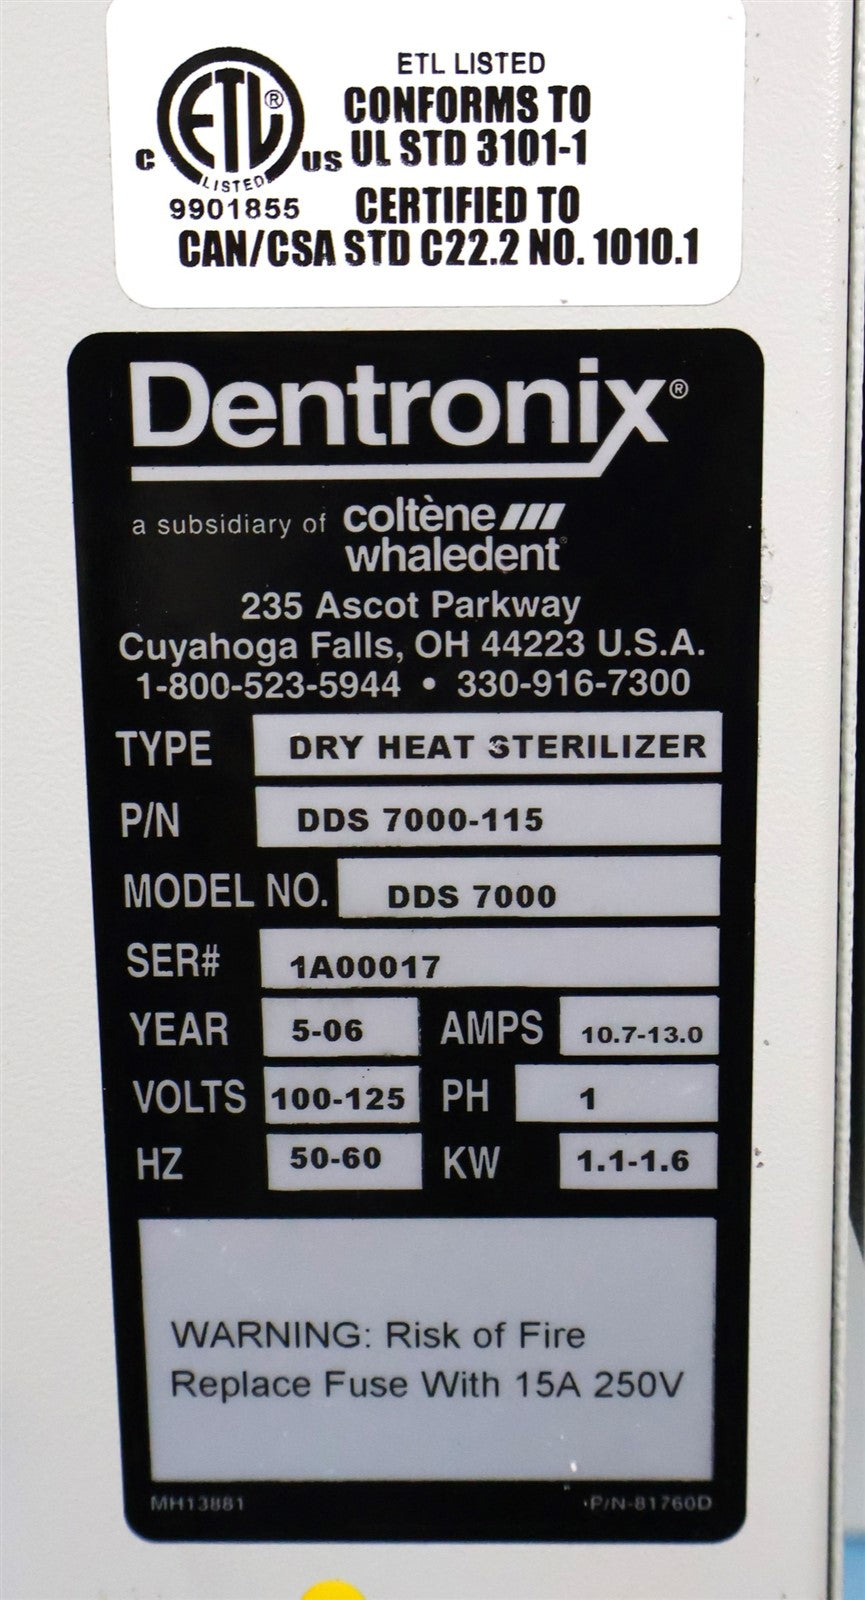 ETL LISTED
CONFORMS TO
UL STD 3101-1
ETL ®
LISTED
C US
9901855
CERTIFIED TO
CAN/CSA STD C22.2 NO. 1010.1
Dentronix®
a subsidiary of coltène
whaledent®
235 Ascot Parkway
Cuyahoga Falls, OH 44223 U.S.A.
1-800-523-5944 • 330-916-7300
TYPE DRY HEAT STERILIZER
P/N DDS 7000-115
MODEL NO. DDS 7000
SER# 1A00017
YEAR 5-06 AMPS 10.7-13.0
VOLTS 100-125 PH 1
HZ 50-60 KW 1.1-1.6
WARNING: Risk of Fire
Replace Fuse With 15A 250V
MH13881 P/N-81760D